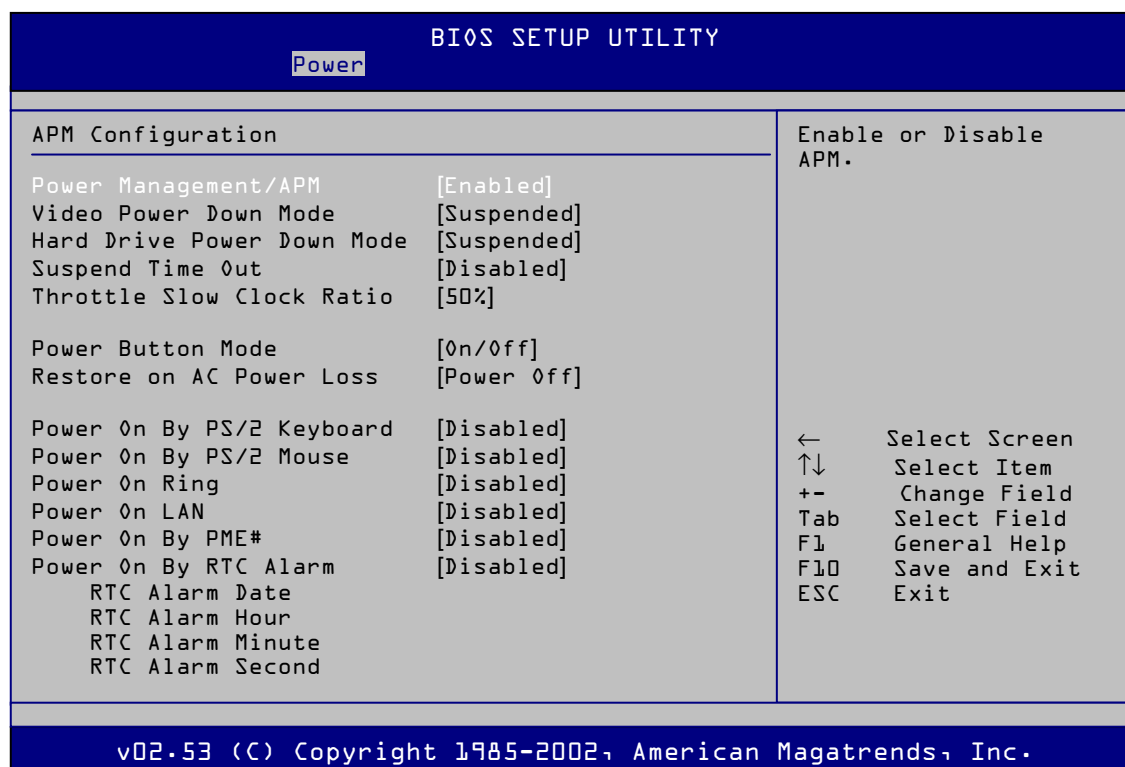 BIOS SETUP UTILITY
Power
APM Configuration
Power Management/APM [Enabled]
Video Power Down Mode [Suspended]
Hard Drive Power Down Mode [Suspended]
Suspend Time Out [Disabled]
Throttle Slow Clock Ratio [50%]
Power Button Mode [On/Off]
Restore on AC Power Loss [Power Off]
Power On By PS/2 Keyboard [Disabled]
Power On By PS/2 Mouse [Disabled]
Power On Ring [Disabled]
Power On LAN [Disabled]
Power On By PME# [Disabled]
Power On By RTC Alarm [Disabled]
RTC Alarm Date
RTC Alarm Hour
RTC Alarm Minute
RTC Alarm Second
Enable or Disable
APM.
← Select Screen
↑↓ Select Item
+- Change Field
Tab Select Field
F1 General Help
F10 Save and Exit
ESC Exit
v02.53 (C) Copyright 1985-2002, American Magatrends, Inc.